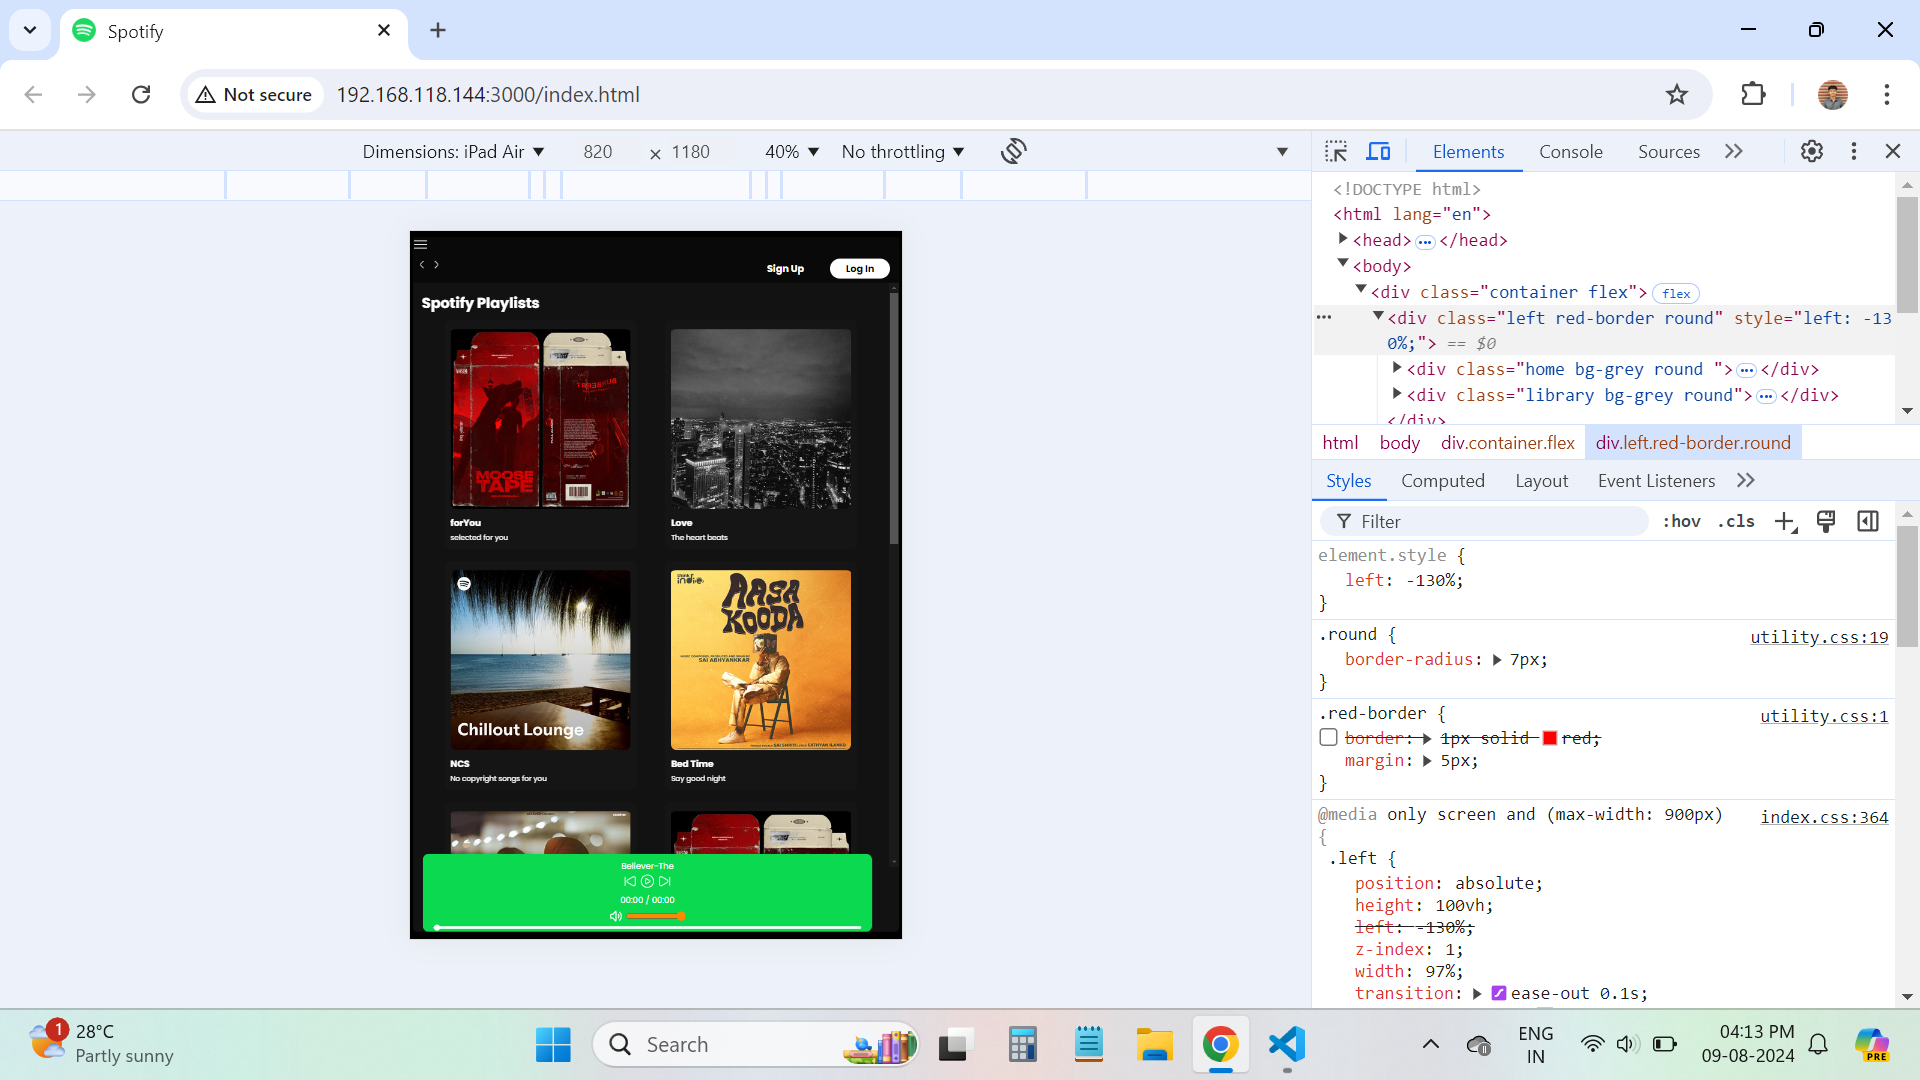 Spotify
Not secure
192.168.118.144:3000/index.html
Dimensions: iPad Air
820
×
1180
40%
No throttling
Elements
Console
Sources
Sign Up
Log In
Spotify Playlists
MOOSE
TAPE
forYou
selected for you
Love
The heart beats
Chillout Lounge
NCS
No copyright songs for you
think
indie
AASA
KOODA
SAI ABHYANKKAR
Bed Time
Say good night
Believer-The
00:00 / 00:00
<!DOCTYPE html>
<html lang="en">
<head>
</head>
<body>
<div class="container flex">
flex
<div class="left red-border round" style="left: -13
0%;"> == $0
<div class="home bg-grey round ">
</div>
<div class="library bg-grey round">
</div>
</div>
html
body
div.container.flex
div.left.red-border.round
Styles
Computed
Layout
Event Listeners
Filter
:hov
.cls
element.style {
left: -130%;
}
.round {
utility.css:19
border-radius: 7px;
}
.red-border {
utility.css:1
border: 1px solid red;
margin: 5px;
}
@media only screen and (max-width: 900px)
index.css:364
{
.left {
position: absolute;
height: 100vh;
left: -130%;
z-index: 1;
width: 97%;
transition: ease-out 0.1s;
1
28°C
Partly sunny
Search
ENG
IN
04:13 PM
09-08-2024
PRE